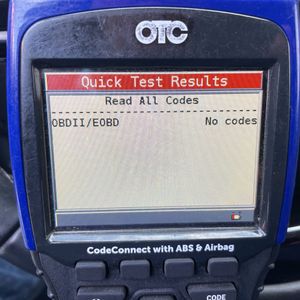 OTC
Quick Test Results
Read All Codes
OBDII/EOBD No codes
CodeConnect with ABS & Airbag
CODE